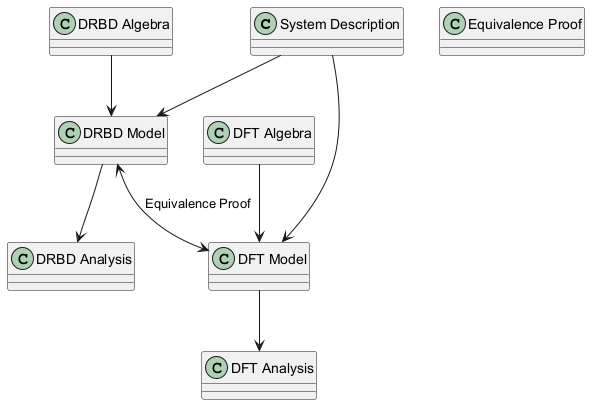 C DRBD Algebra
C System Description
C Equivalence Proof
C DRBD Model
C DFT Algebra
Equivalence Proof
C DRBD Analysis
C DFT Model
C DFT Analysis